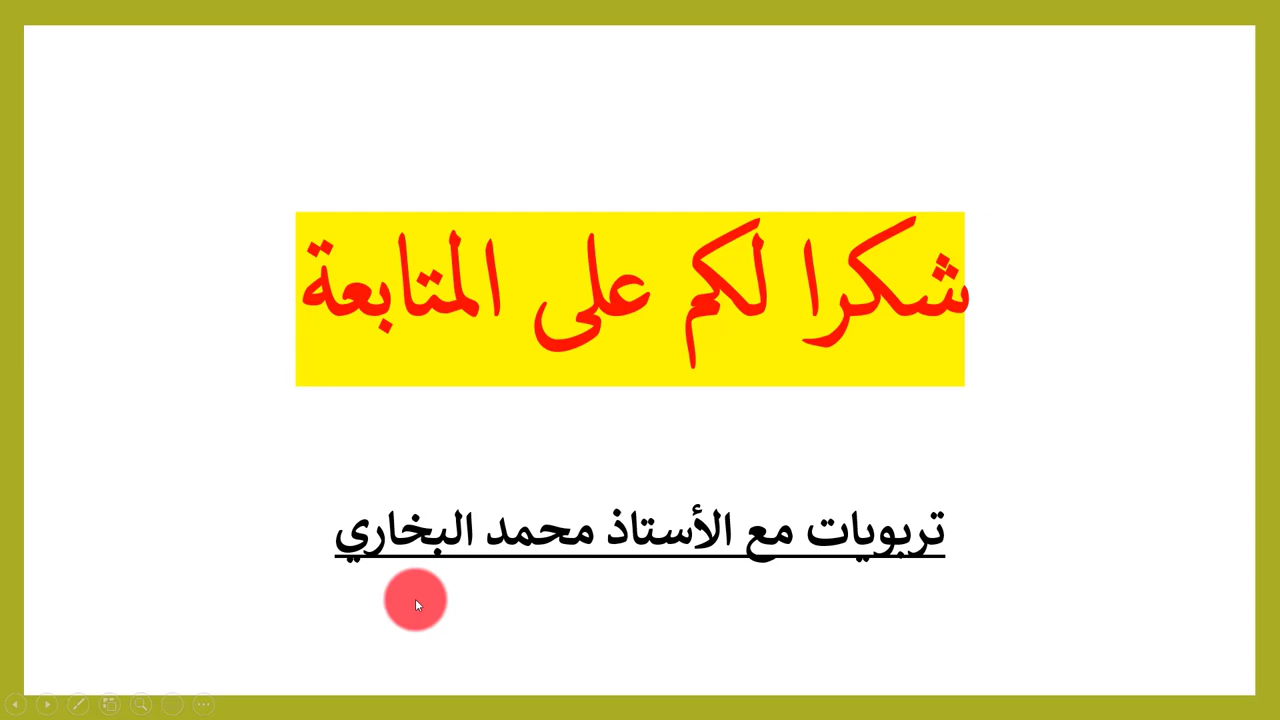 شكرا لكم على المتابعة
تربويات مع الأستاذ محمد البخاري